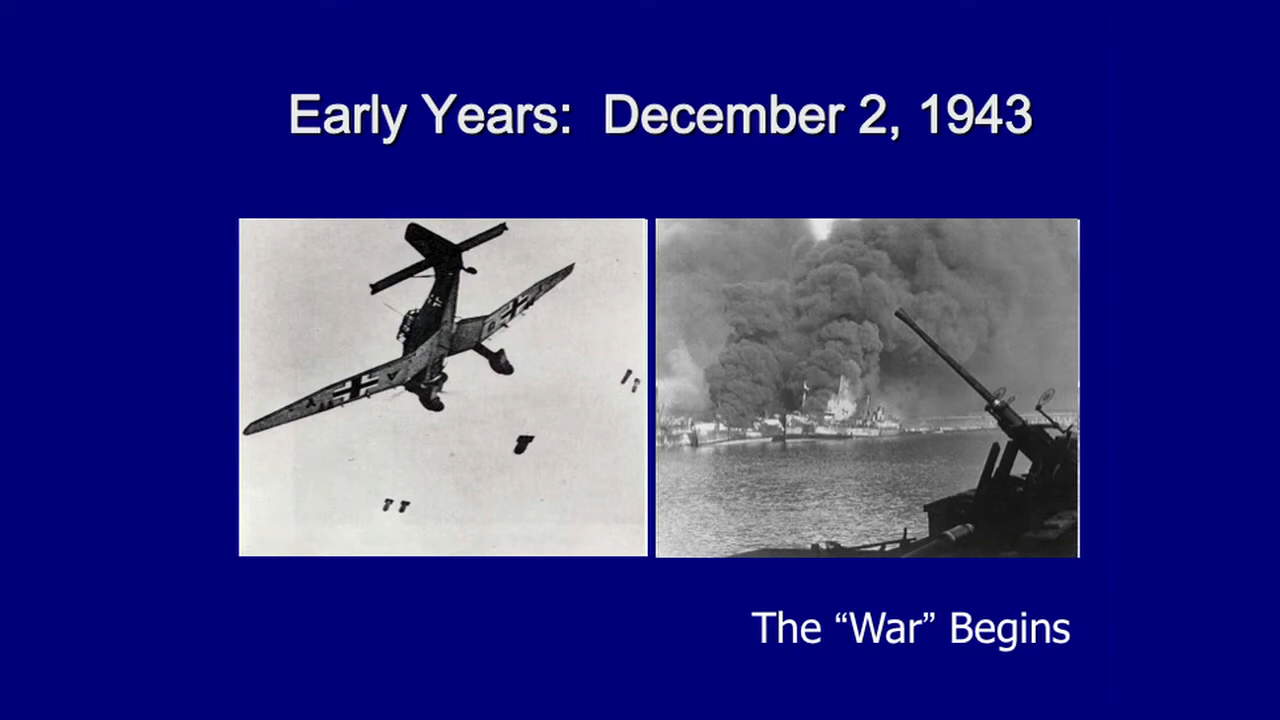 Early Years: December 2, 1943
The “War” Begins